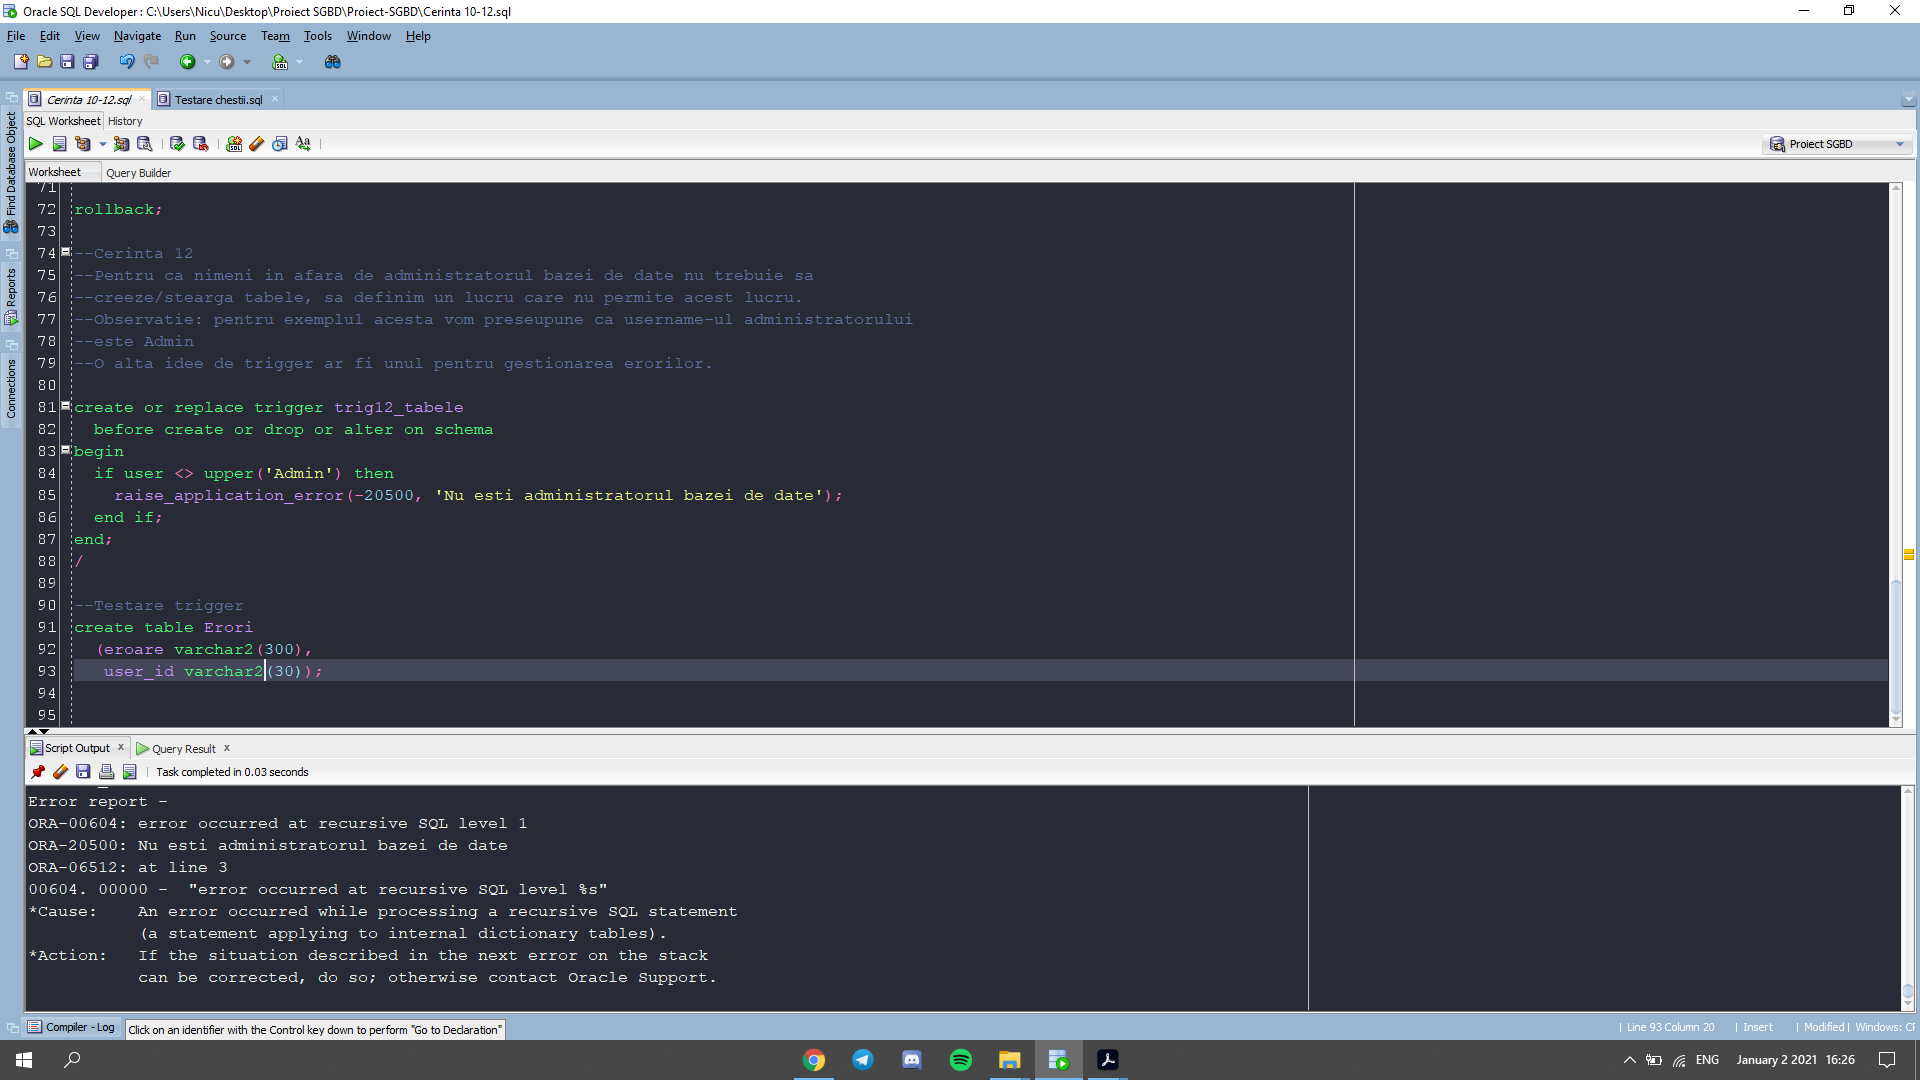 Oracle SQL Developer : C:\Users\Nicu\Desktop\Proiect SGBD\Proiect-SGBD\Cerinta 10-12.sql
File Edit View Navigate Run Source Team Tools Window Help
Cerinta 10-12.sql
Testare chestii.sql
SQL Worksheet History
Proiect SGBD
Worksheet Query Builder
Find Database Object
Reports
Connections
71
72 rollback;
73
74 --Cerinta 12
75 --Pentru ca nimeni in afara de administratorul bazei de date nu trebuie sa
76 --creeze/stearga tabele, sa definim un lucru care nu permite acest lucru.
77 --Observatie: pentru exemplul acesta vom preseupune ca username-ul administratorului
78 --este Admin
79 --O alta idee de trigger ar fi unul pentru gestionarea erorilor.
80
81 create or replace trigger trig12_tabele
82   before create or drop or alter on schema
83 begin
84   if user <> upper('Admin') then
85     raise_application_error(-20500, 'Nu esti administratorul bazei de date');
86   end if;
87 end;
88 /
89
90 --Testare trigger
91 create table Erori
92   (eroare varchar2(300),
93    user_id varchar2(30));
94
95
Script Output x Query Result x
Task completed in 0.03 seconds
Error report -
ORA-00604: error occurred at recursive SQL level 1
ORA-20500: Nu esti administratorul bazei de date
ORA-06512: at line 3
00604. 00000 -  "error occurred at recursive SQL level %s"
*Cause:    An error occurred while processing a recursive SQL statement
(a statement applying to internal dictionary tables).
*Action:   If the situation described in the next error on the stack
can be corrected, do so; otherwise contact Oracle Support.
Compiler - Log
Click on an identifier with the Control key down to perform "Go to Declaration"
Line 93 Column 20 | Insert | Modified | Windows: CF
ENG January 2 2021 16:26